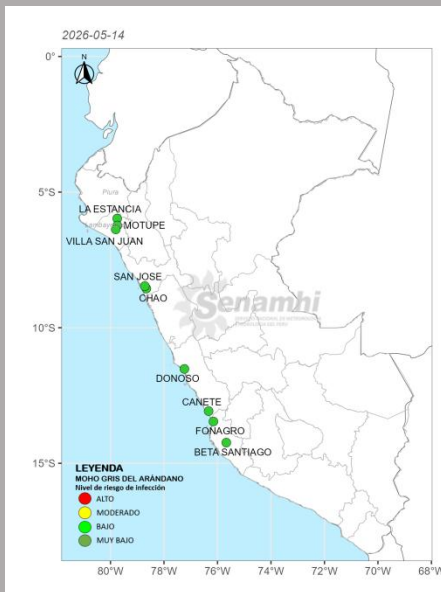 2026-05-14
N
0°
5°S
Piura
LA ESTANCIA
MOTUPE
VILLA SAN JUAN
SAN JOSE
CHAO
Senamhi
10°S
DONOSO
CANETE
FONAGRO
BETA SANTIAGO
15°S
LEYENDA
MOHO GRIS DEL ARÁNDANO
Nivel de riesgo de infección
ALTO
MODERADO
BAJO
MUY BAJO
80°W 78°W 76°W 74°W 72°W 70°W 68°W